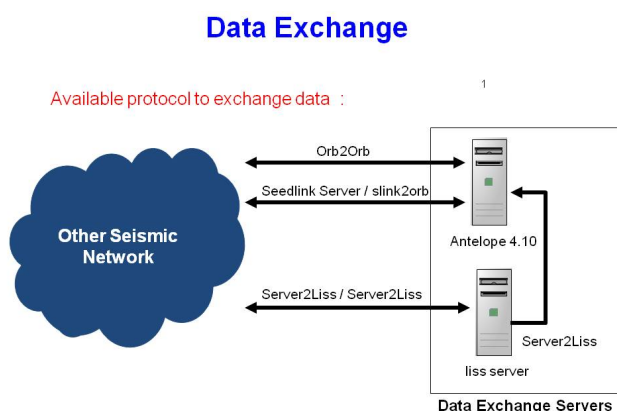 Data Exchange
1
Available protocol to exchange data :
Orb2Orb
Seedlink Server / slink2orb
Other Seismic
Network
Antelope 4.10
Server2Liss / Server2Liss
Server2Liss
liss server
Data Exchange Servers